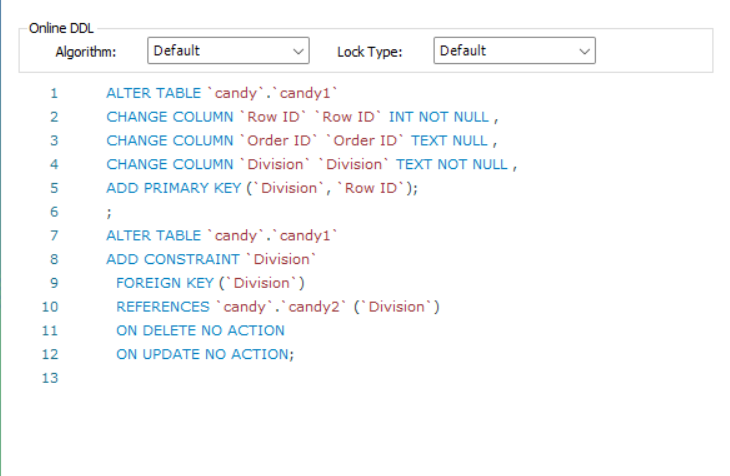 Online DDL
Algorithm: Default Lock Type: Default
1 ALTER TABLE `candy`.`candy1`
2 CHANGE COLUMN `Row ID` `Row ID` INT NOT NULL ,
3 CHANGE COLUMN `Order ID` `Order ID` TEXT NULL ,
4 CHANGE COLUMN `Division` `Division` TEXT NOT NULL ,
5 ADD PRIMARY KEY (`Division`, `Row ID`);
6 ;
7 ALTER TABLE `candy`.`candy1`
8 ADD CONSTRAINT `Division`
9 FOREIGN KEY (`Division`)
10 REFERENCES `candy`.`candy2` (`Division`)
11 ON DELETE NO ACTION
12 ON UPDATE NO ACTION;
13